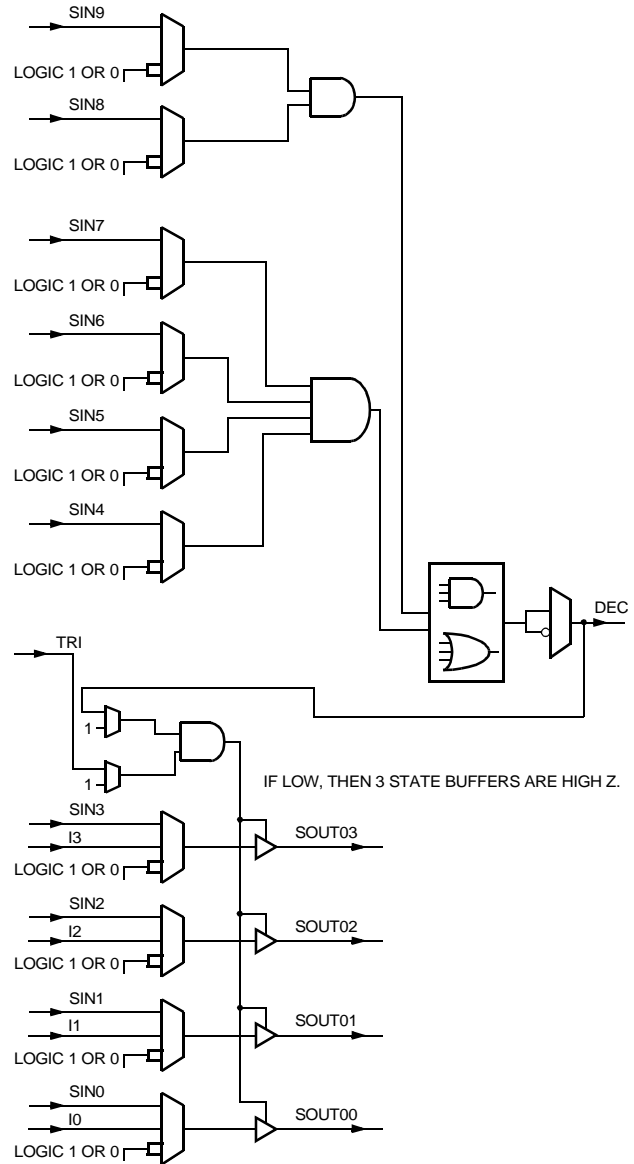 SIN9
LOGIC 1 OR 0
SIN8
LOGIC 1 OR 0
SIN7
LOGIC 1 OR 0
SIN6
LOGIC 1 OR 0
SIN5
LOGIC 1 OR 0
SIN4
LOGIC 1 OR 0
DEC
TRI
1
1
IF LOW, THEN 3 STATE BUFFERS ARE HIGH Z.
SIN3
I3
LOGIC 1 OR 0
SOUT03
SIN2
I2
LOGIC 1 OR 0
SOUT02
SIN1
I1
LOGIC 1 OR 0
SOUT01
SIN0
I0
LOGIC 1 OR 0
SOUT00